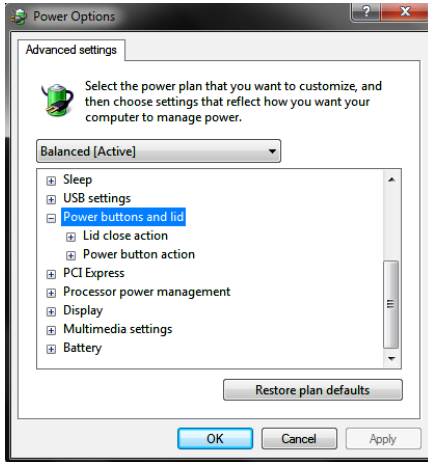 Power Options
Advanced settings
Select the power plan that you want to customize, and
then choose settings that reflect how you want your
computer to manage power.
Balanced [Active]
Sleep
USB settings
Power buttons and lid
Lid close action
Power button action
PCI Express
Processor power management
Display
Multimedia settings
Battery
Restore plan defaults
OK Cancel Apply